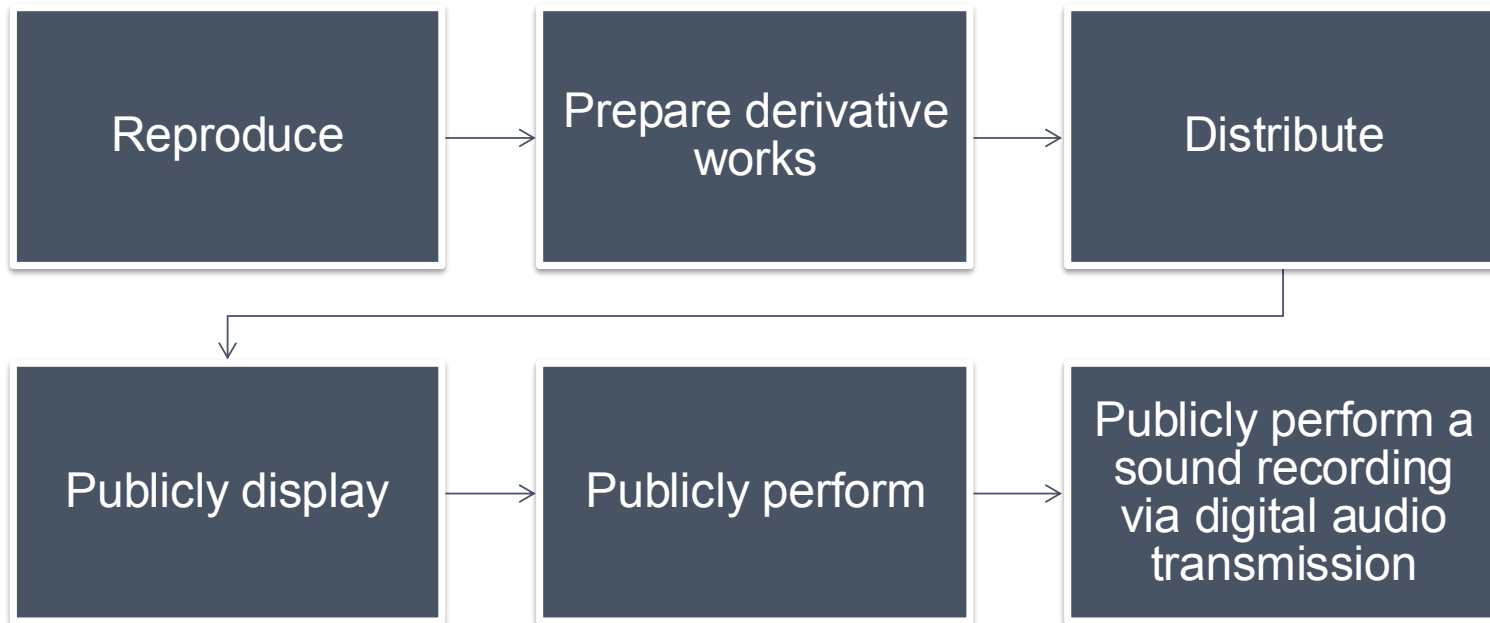 Reproduce
Prepare derivative
works
Distribute
Publicly display
Publicly perform
Publicly perform a
sound recording
via digital audio
transmission